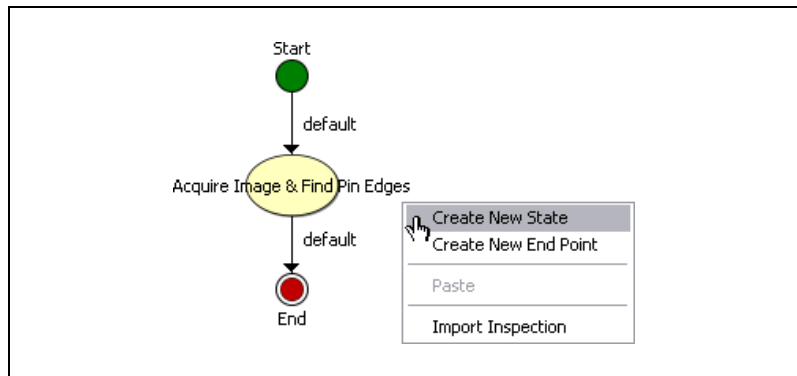 Start
default
Acquire Image & Find Pin Edges
Create New State
default
Create New End Point
Paste
End
Import Inspection